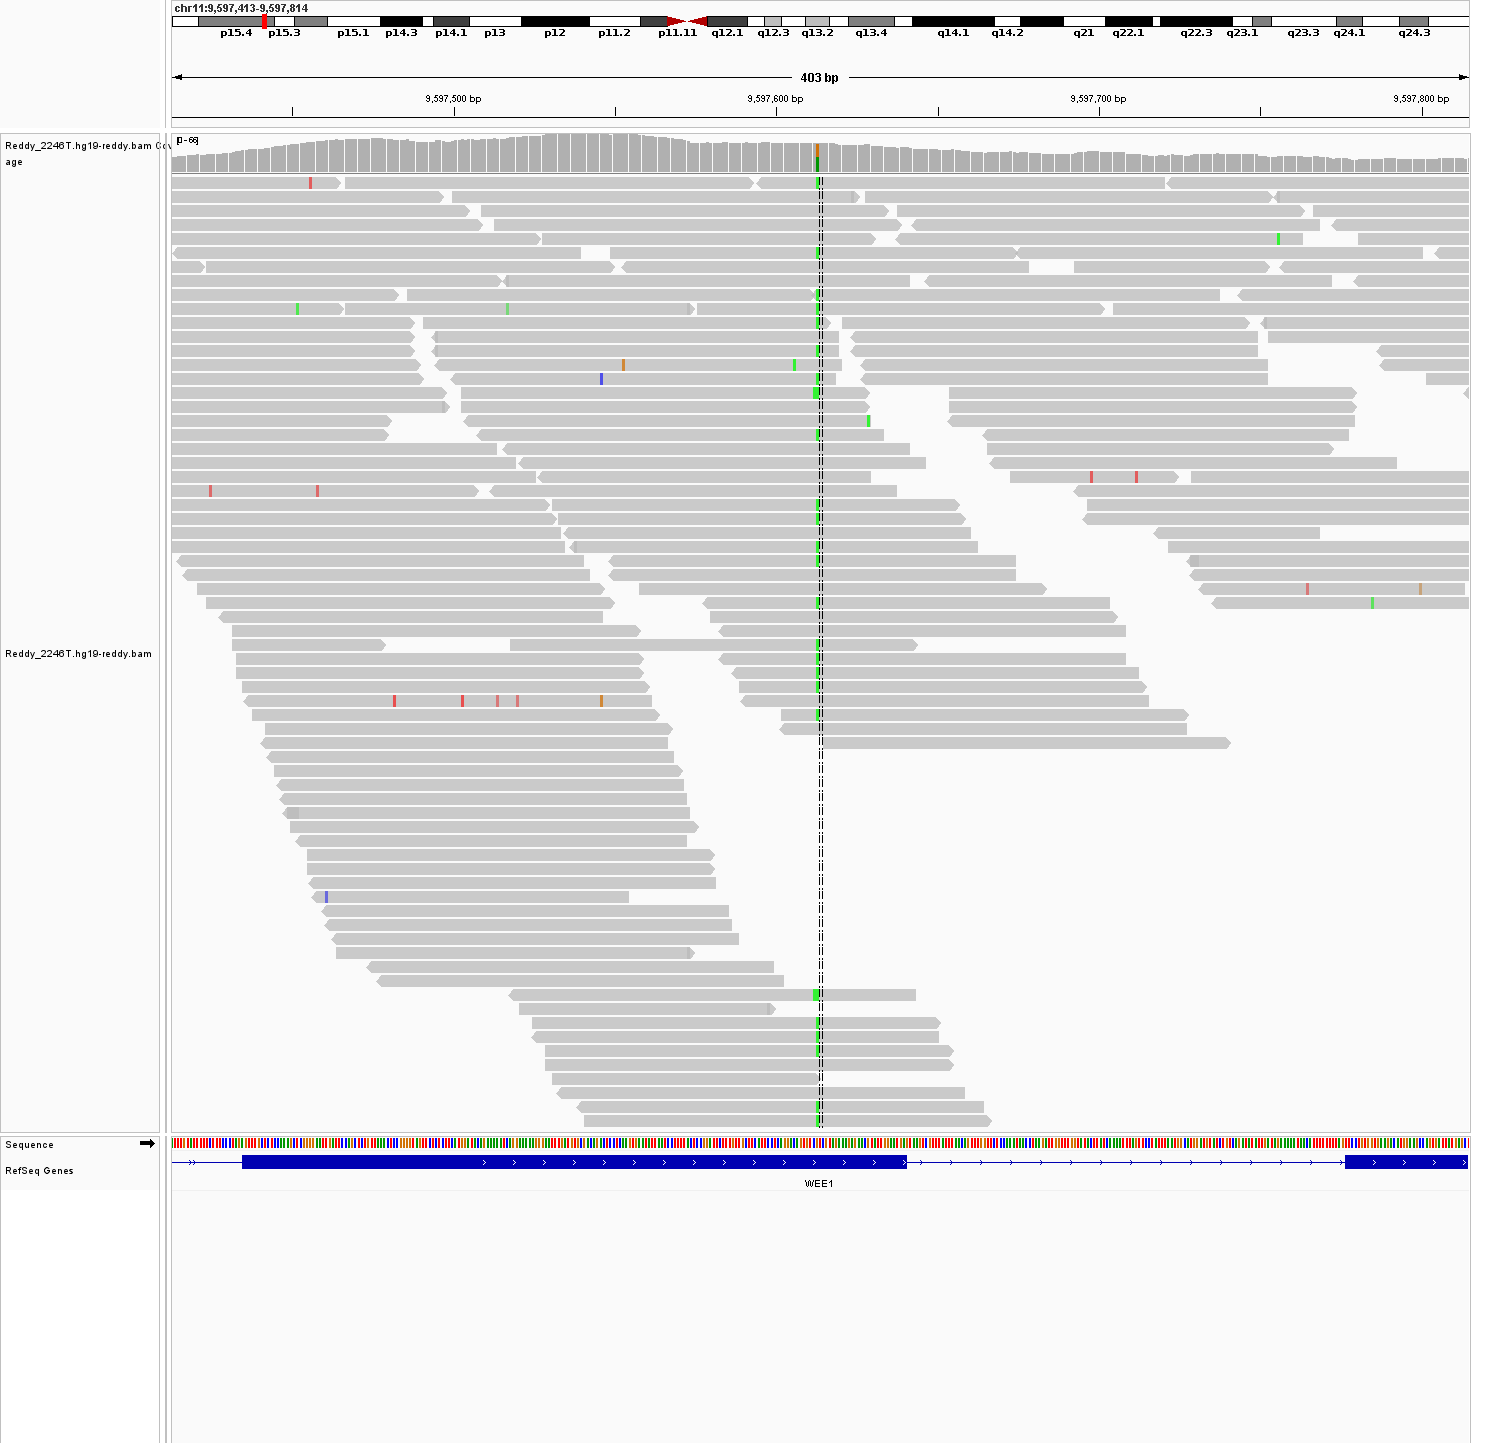 chr11:9,597,413-9,597,814
p15.4 p15.3 p15.1 p14.3 p14.1 p13 p12 p11.2 p11.11 q12.1 q12.3 q13.2 q13.4 q14.1 q14.2 q21 q22.1 q22.3 q23.1 q23.3 q24.1 q24.3
403 bp
9,597,500 bp 9,597,600 bp 9,597,700 bp 9,597,800 bp
Reddy_2246T.hg19-reddy.bam Cov
age
[0 - 66]
Reddy_2246T.hg19-reddy.bam
Sequence
RefSeq Genes
WEE1